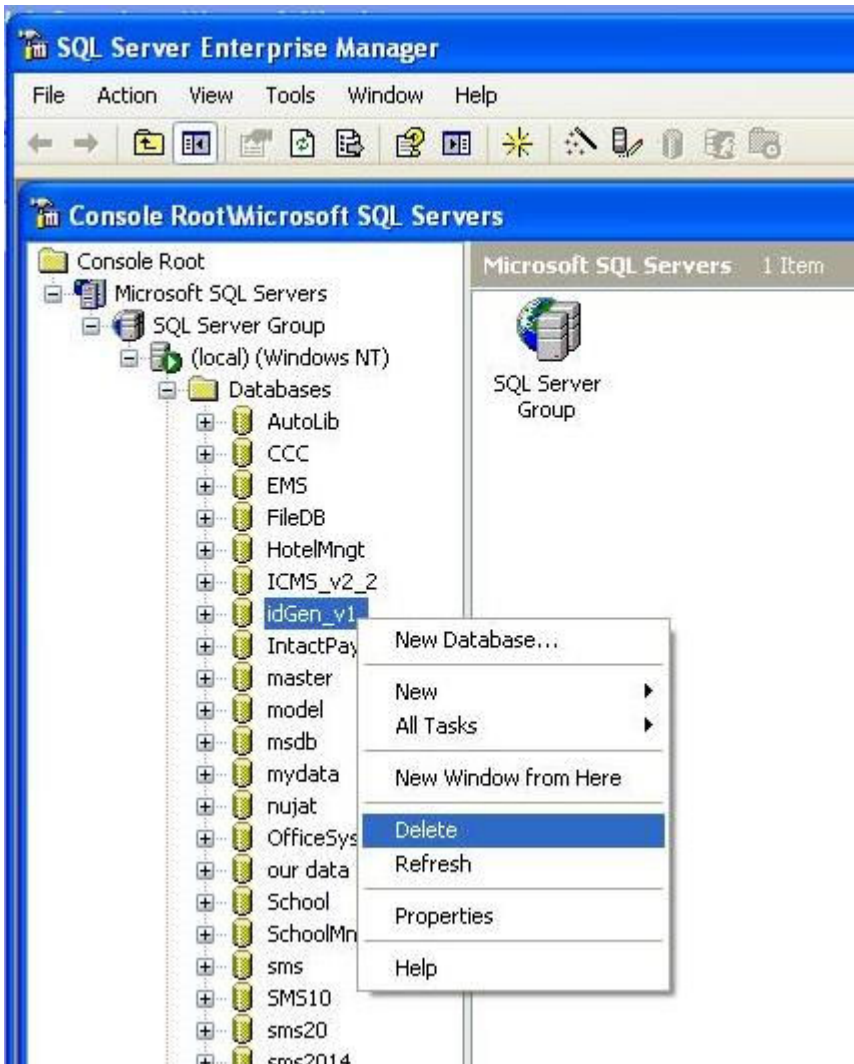 SQL Server Enterprise Manager
File Action View Tools Window Help
Console Root\Microsoft SQL Servers
Console Root
Microsoft SQL Servers
SQL Server Group
(local) (Windows NT)
Databases
AutoLib
CCC
EMS
FileDB
HotelMngt
ICMS_v2_2
idGen_v1
IntactPay
master
model
msdb
mydata
nujat
OfficeSys
our data
School
SchoolMn
sms
SMS10
sms20
sms2014
Microsoft SQL Servers 1 Item
SQL Server
Group
New Database...
New
All Tasks
New Window from Here
Delete
Refresh
Properties
Help